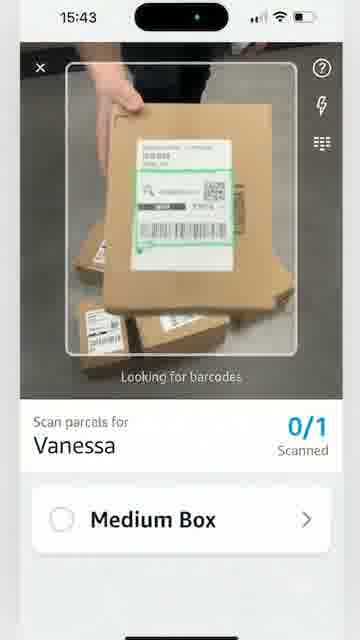 15:43
Looking for barcodes
Scan parcels for
Vanessa
0/1
Scanned
Medium Box